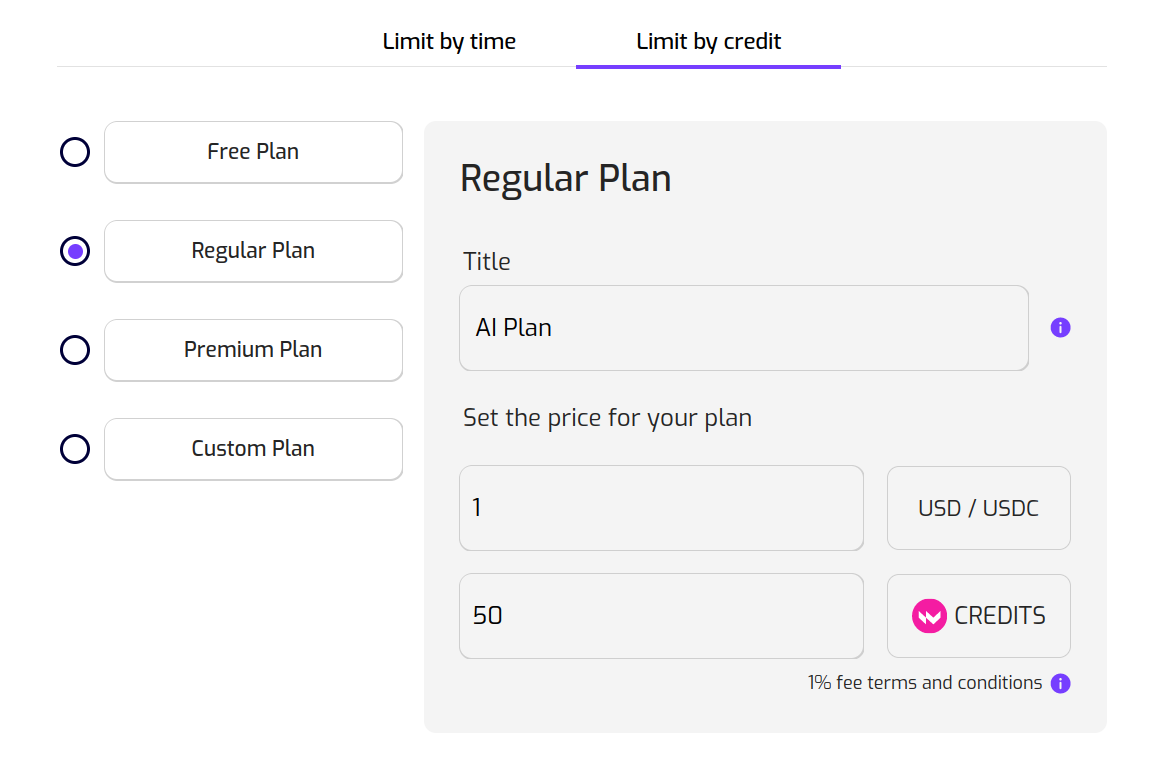 Limit by time
Limit by credit
Free Plan
Regular Plan
Premium Plan
Custom Plan
Regular Plan
Title
AI Plan
Set the price for your plan
1
USD / USDC
50
CREDITS
1% fee terms and conditions